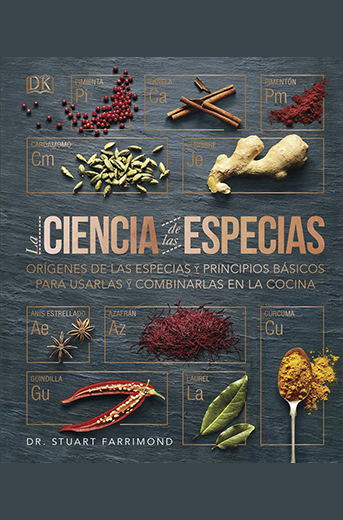 DK
PIMIENTA
Pi
CANELA
Ca
PIMENTÓN
Pm
CARDAMOMO
Cm
JENGIBRE
Je
La CIENCIA de las ESPECIAS
ORÍGENES DE LAS ESPECIAS Y PRINCIPIOS BÁSICOS
PARA USARLAS Y COMBINARLAS EN LA COCINA
ANÍS ESTRELLADO
Ae
AZAFRÁN
Az
CÚRCUMA
Cu
GUINDILLA
Gu
LAUREL
La
DR. STUART FARRIMOND